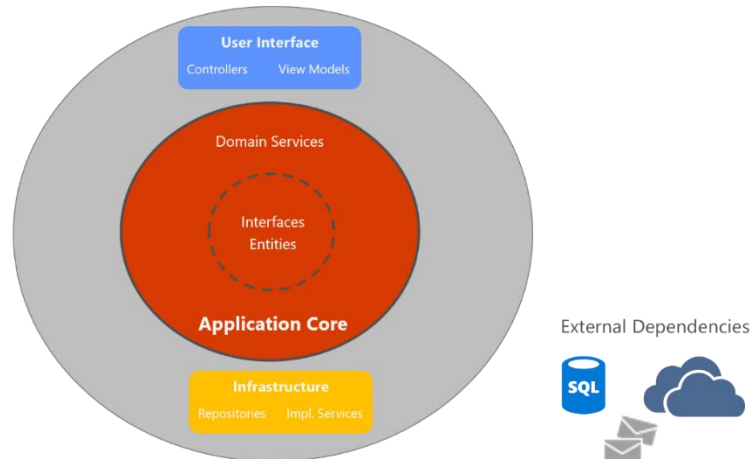 User Interface
Controllers View Models
Domain Services
Interfaces
Entities
Application Core
Infrastructure
Repositories Impl. Services
External Dependencies
SQL